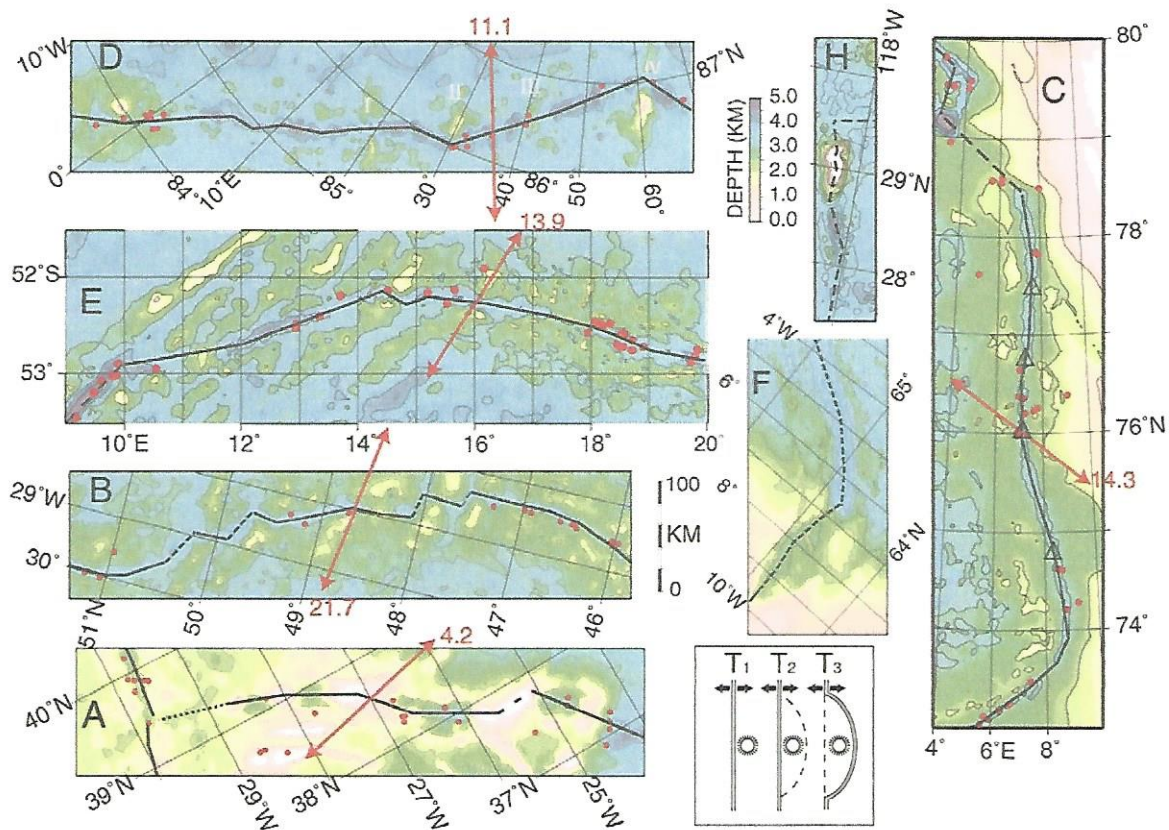 11.1
10°W
D
I
II
III
IV
87°N
0°
84°
10°E
85°
30°
40°
86°
50°
60°
H
118°W
DEPTH (KM)
5.0
4.0
3.0
2.0
1.0
0.0
29°N
28°
80°
C
78°
76°N
14.3
74°
4°
6°E
8°
13.9
52°S
E
53°
10°E
12°
14°
16°
18°
20°
4°W
6°
F
65°
8°
64°N
10°W
29°W
B
30°
51°N
50°
49°
21.7
48°
47°
46°
100
KM
0
4.2
40°N
A
39°N
29°W
38°N
27°W
37°N
25°W
T1 T2 T3